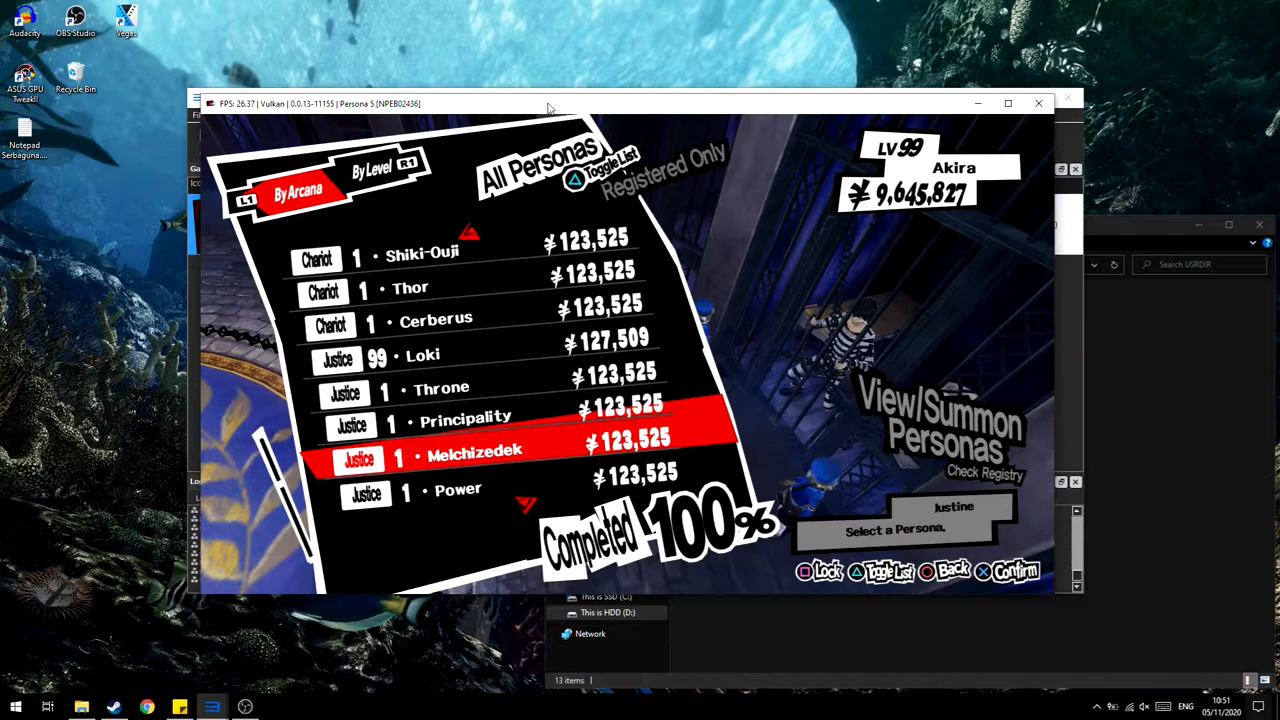 Audacity
OBS Studio
Vegas
ASUS GPU
TweakII
Recycle Bin
Notepad
Serbaguna....
FPS: 26.37 | Vulkan | 0.0.13-11155 | Persona 5 [NPEB02436]
L1 By Arcana
By Level R1
All Personas
Toggle List
Registered Only
LV 99
Akira
¥ 9,645,827
Chariot 1 · Shiki-Ouji ¥123,525
Chariot 1 · Thor ¥123,525
Chariot 1 · Cerberus ¥123,525
Justice 99 · Loki ¥127,509
Justice 1 · Throne ¥123,525
Justice 1 · Principality ¥123,525
Justice 1 · Melchizedek ¥123,525
Justice 1 · Power ¥123,525
Completed 100%
View/Summon
Personas
Check Registry
Justine
Select a Persona.
Lock Toggle List Back Confirm
Search USRDIR
This is SSD (C:)
This is HDD (D:)
Network
13 items
ENG
10:51
05/11/2020